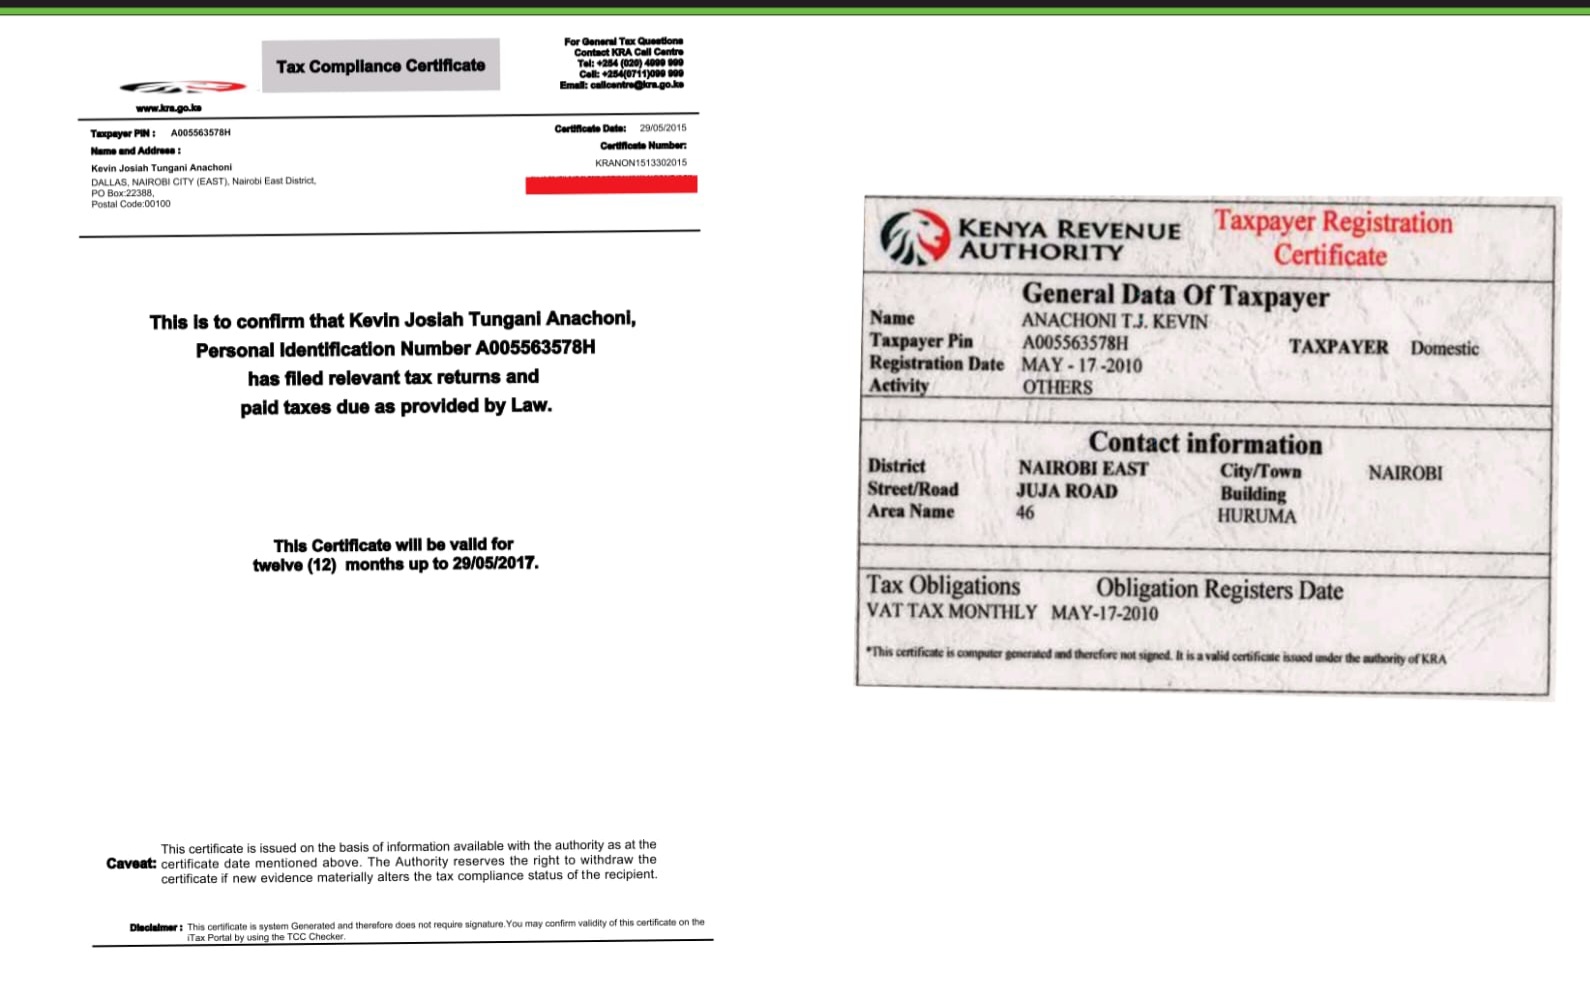 Tax Compliance Certificate
For General Tax Questions
Contact KRA Call Centre
Tel: +254 (020) 4999 999
Cell: +254(0711)099 999
Email: callcentre@kra.go.ke
www.kra.go.ke
Taxpayer PIN : A005563578H
Name and Address :
Kevin Josiah Tungani Anachoni
DALLAS, NAIROBI CITY (EAST), Nairobi East District,
PO Box:22388,
Postal Code:00100
Certificate Date: 29/05/2015
Certificate Number:
KRANON1513302015
This is to confirm that Kevin Josiah Tungani Anachoni,
Personal Identification Number A005563578H
has filed relevant tax returns and
paid taxes due as provided by Law.
This Certificate will be valid for
twelve (12) months up to 29/05/2017.
Caveat: This certificate is issued on the basis of information available with the authority as at the
certificate date mentioned above. The Authority reserves the right to withdraw the
certificate if new evidence materially alters the tax compliance status of the recipient.
Disclaimer : This certificate is system Generated and therefore does not require signature.You may confirm validity of this certificate on the
iTax Portal by using the TCC Checker.
KENYA REVENUE
AUTHORITY
Taxpayer Registration
Certificate
General Data Of Taxpayer
Name ANACHONI T.J. KEVIN
Taxpayer Pin A005563578H TAXPAYER Domestic
Registration Date MAY - 17 -2010
Activity OTHERS
Contact information
District NAIROBI EAST City/Town NAIROBI
Street/Road JUJA ROAD Building
Area Name 46 HURUMA
Tax Obligations Obligation Registers Date
VAT TAX MONTHLY MAY-17-2010
*This certificate is computer generated and therefore not signed. It is a valid certificate issued under the authority of KRA